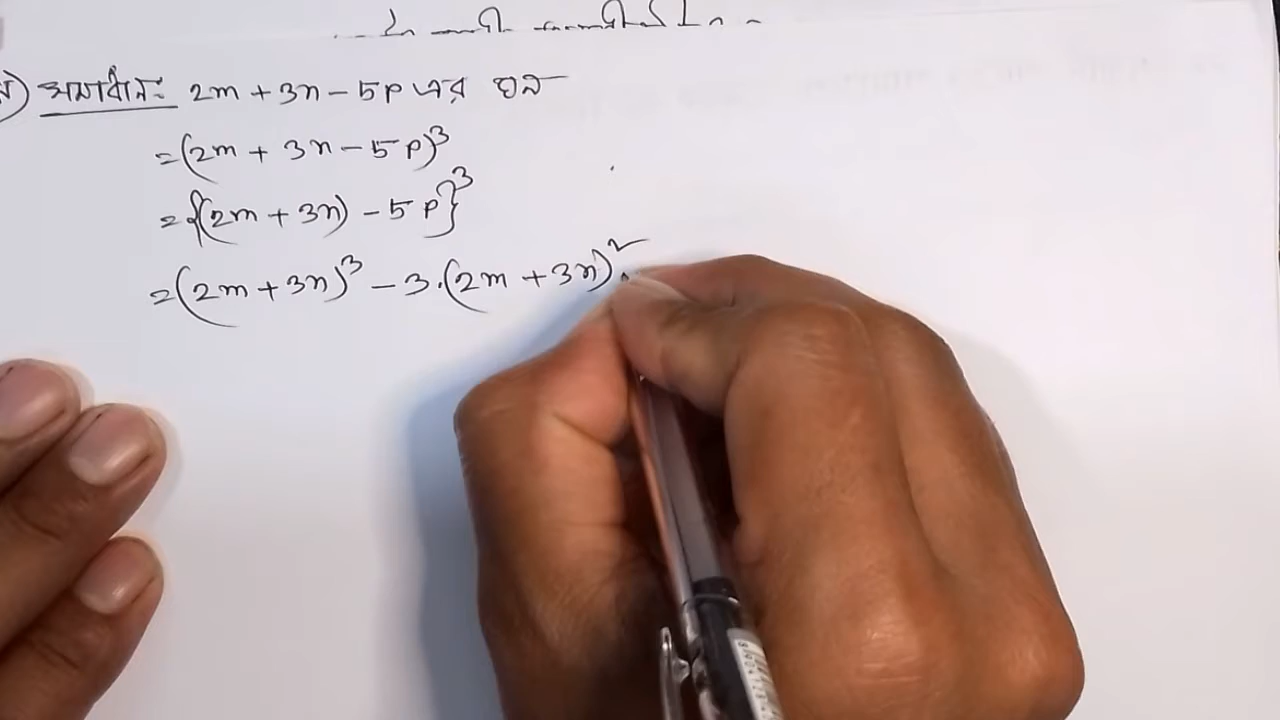 সমাধান: 2m + 3n - 5p এর ঘন
= (2m + 3n - 5p)³
= {(2m + 3n) - 5p}³
= (2m + 3n)³ - 3.(2m + 3n)².